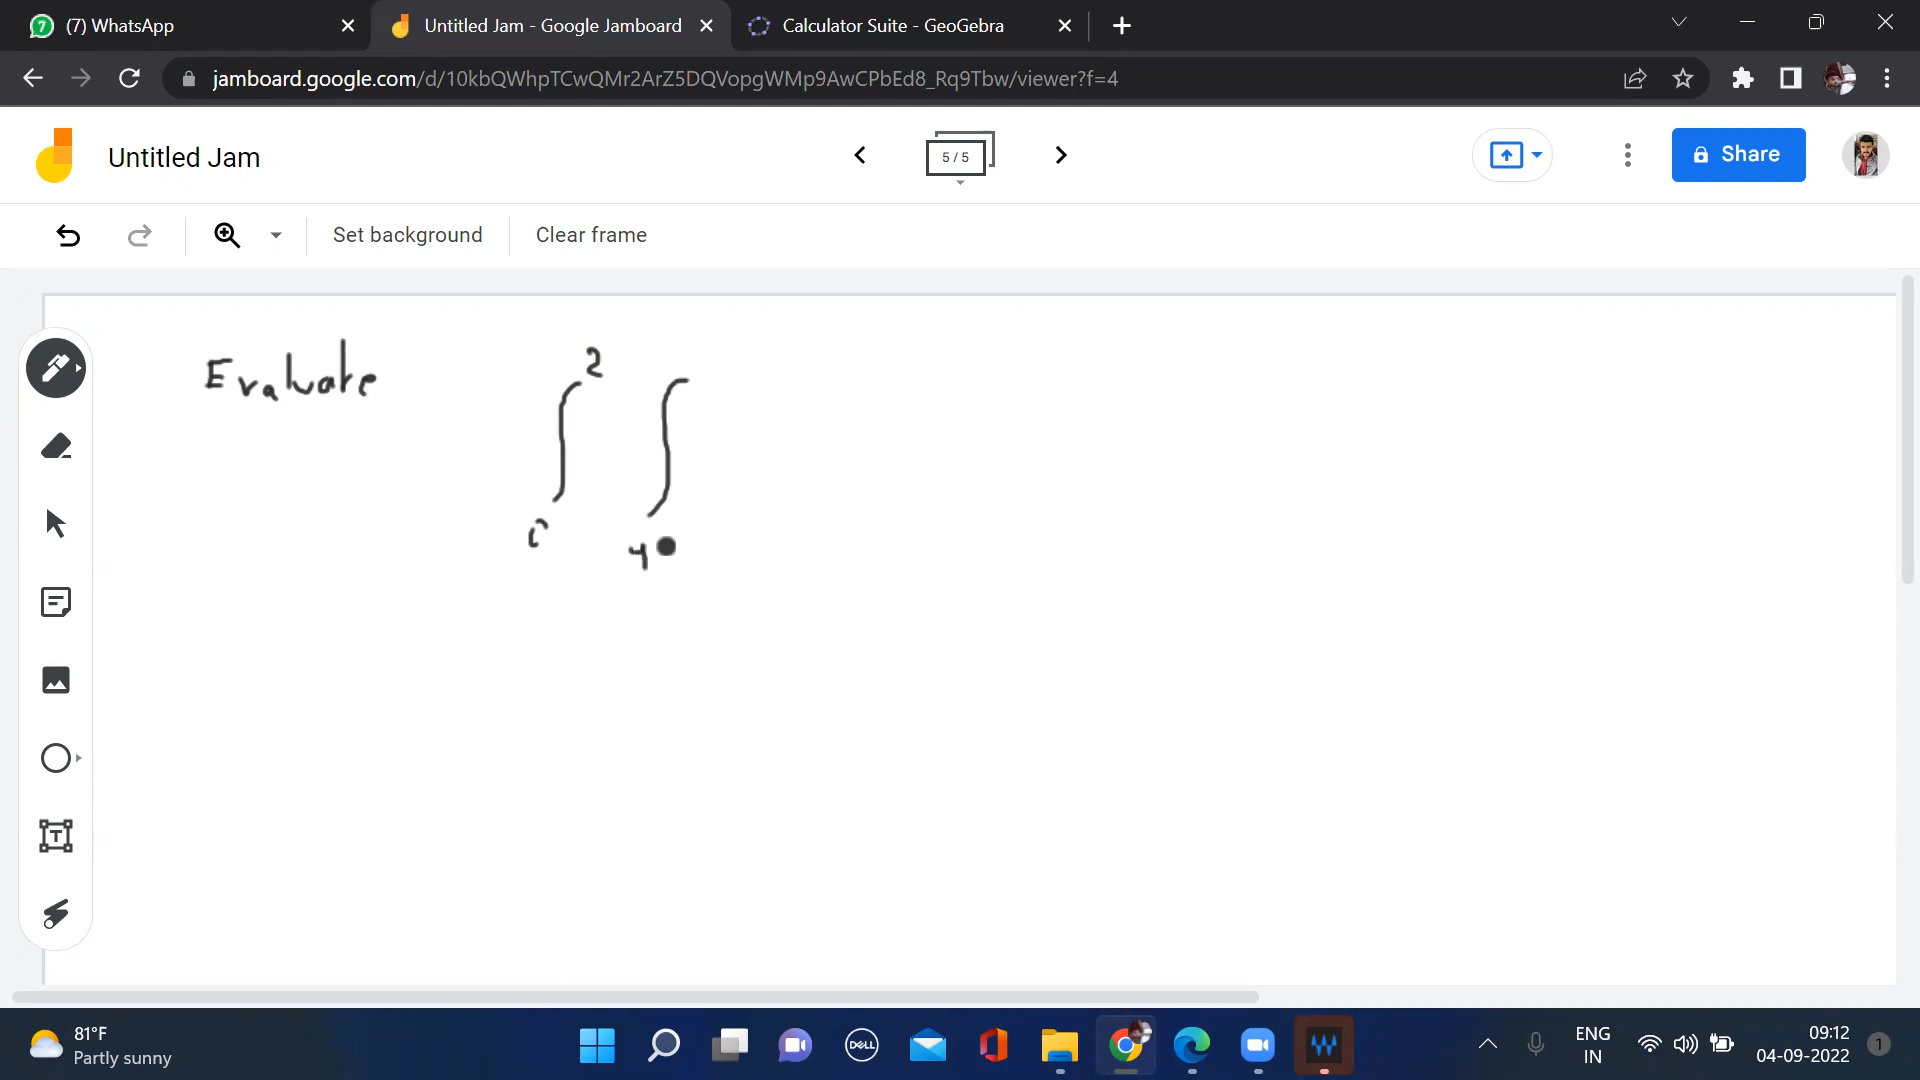 (7) WhatsApp
Untitled Jam - Google Jamboard
Calculator Suite - GeoGebra
jamboard.google.com/d/10kbQWhpTCwQMr2ArZ5DQVopgWMp9AwCPbEd8_Rq9Tbw/viewer?f=4
Untitled Jam
5 / 5
Share
Set background
Clear frame
Evaluate
2
∫ ∫
0 4
81°F
Partly sunny
DELL
ENG
IN
09:12
04-09-2022
1